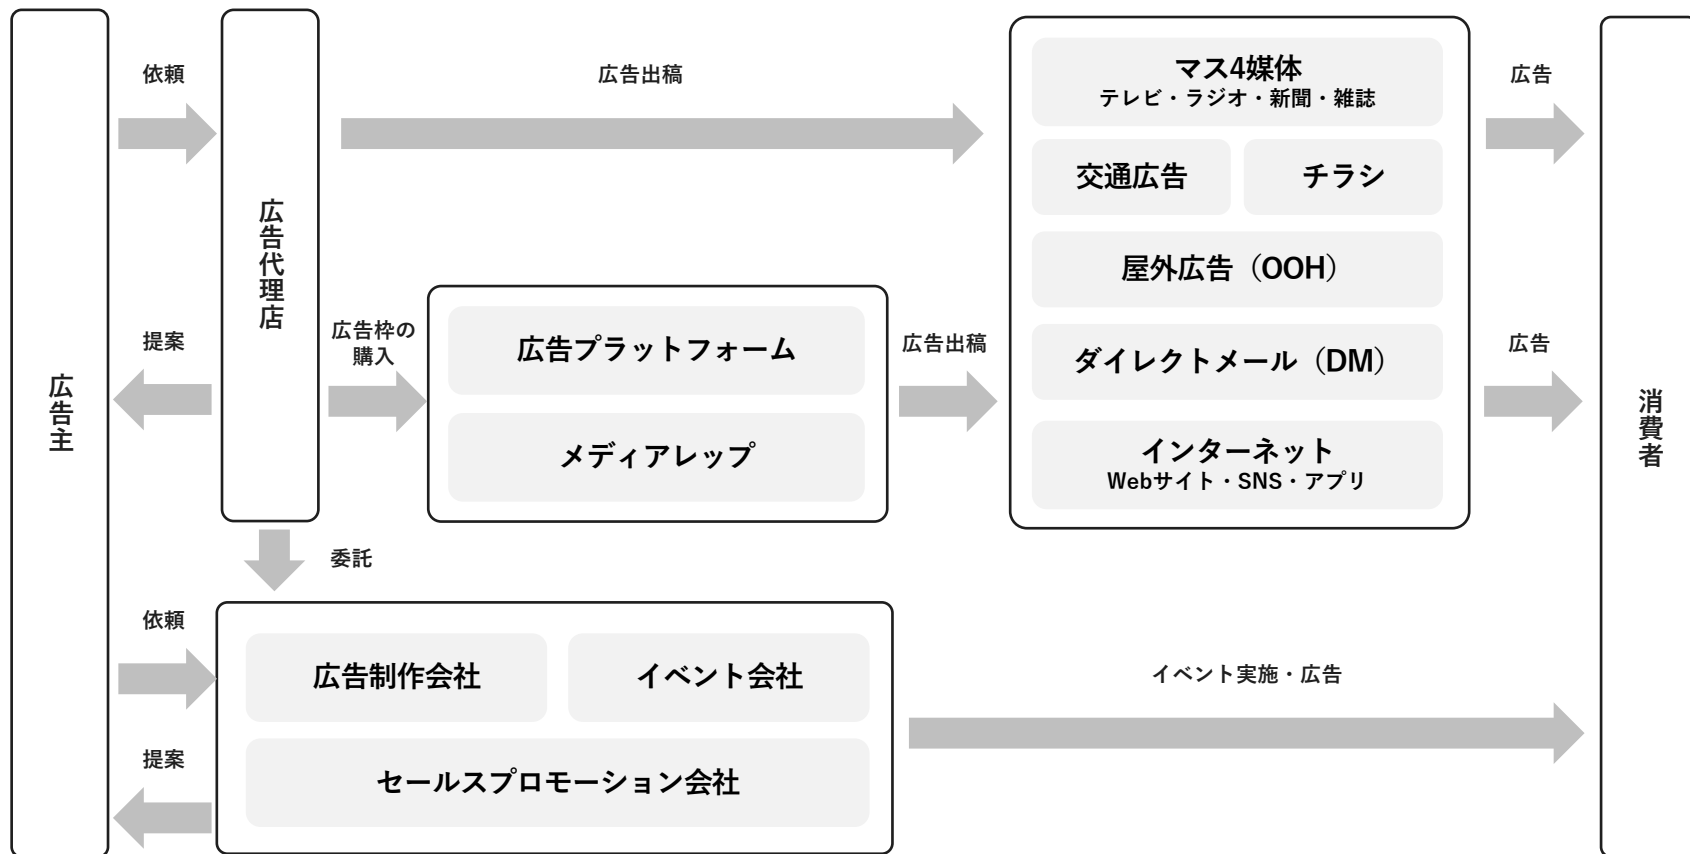 広告主
依頼
提案
広告代理店
広告出稿
広告枠の
購入
広告プラットフォーム
メディアレップ
広告出稿
マス4媒体
テレビ・ラジオ・新聞・雑誌
交通広告
チラシ
屋外広告（OOH）
ダイレクトメール（DM）
インターネット
Webサイト・SNS・アプリ
広告
広告
消費者
委託
依頼
提案
広告制作会社
イベント会社
セールスプロモーション会社
イベント実施・広告